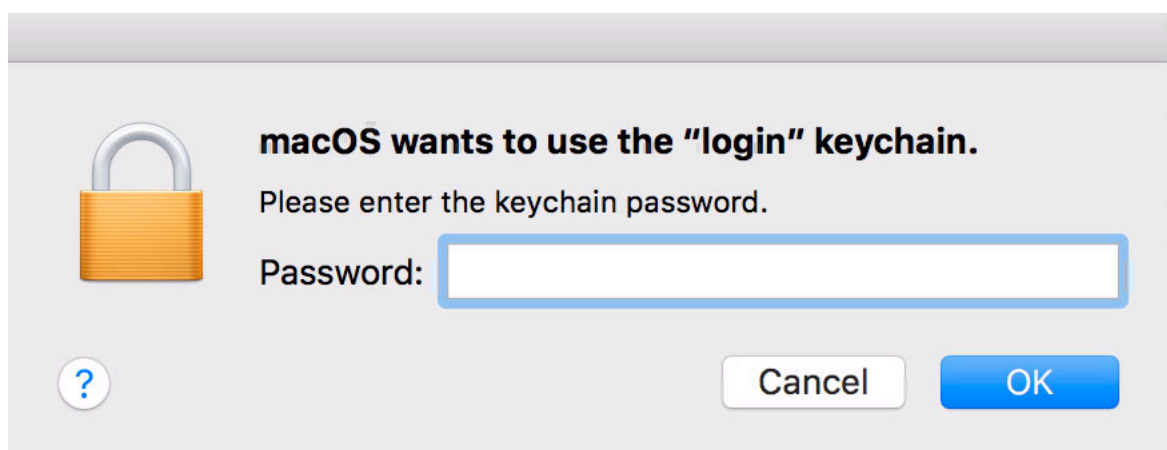 macOS wants to use the “login” keychain.
Please enter the keychain password.
Password:
?
Cancel
OK